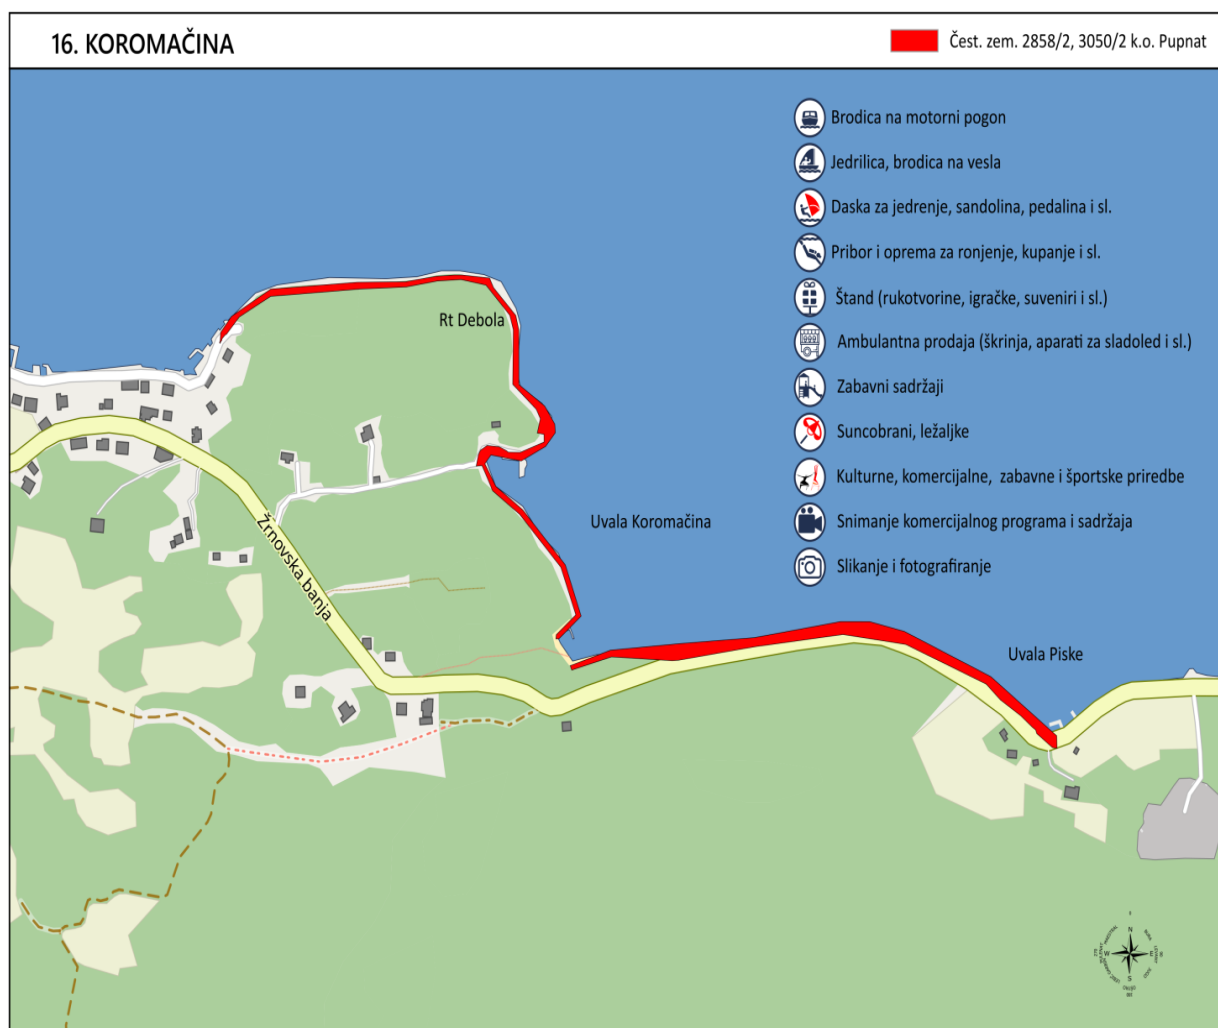 16. KOROMAČINA
Čest. zem. 2858/2, 3050/2 k.o. Pupnat
Brodica na motorni pogon
Jedrilica, brodica na vesla
Daska za jedrenje, sandolina, pedalina i sl.
Pribor i oprema za ronjenje, kupanje i sl.
Štand (rukotvorine, igračke, suveniri i sl.)
Ambulantna prodaja (škrinja, aparati za sladoled i sl.)
Zabavni sadržaji
Suncobrani, ležaljke
Kulturne, komercijalne, zabavne i športske priredbe
Snimanje komercijalnog programa i sadržaja
Slikanje i fotografiranje
Rt Debola
Uvala Koromačina
Žrnovska banja
Uvala Piske
N
W
E
S